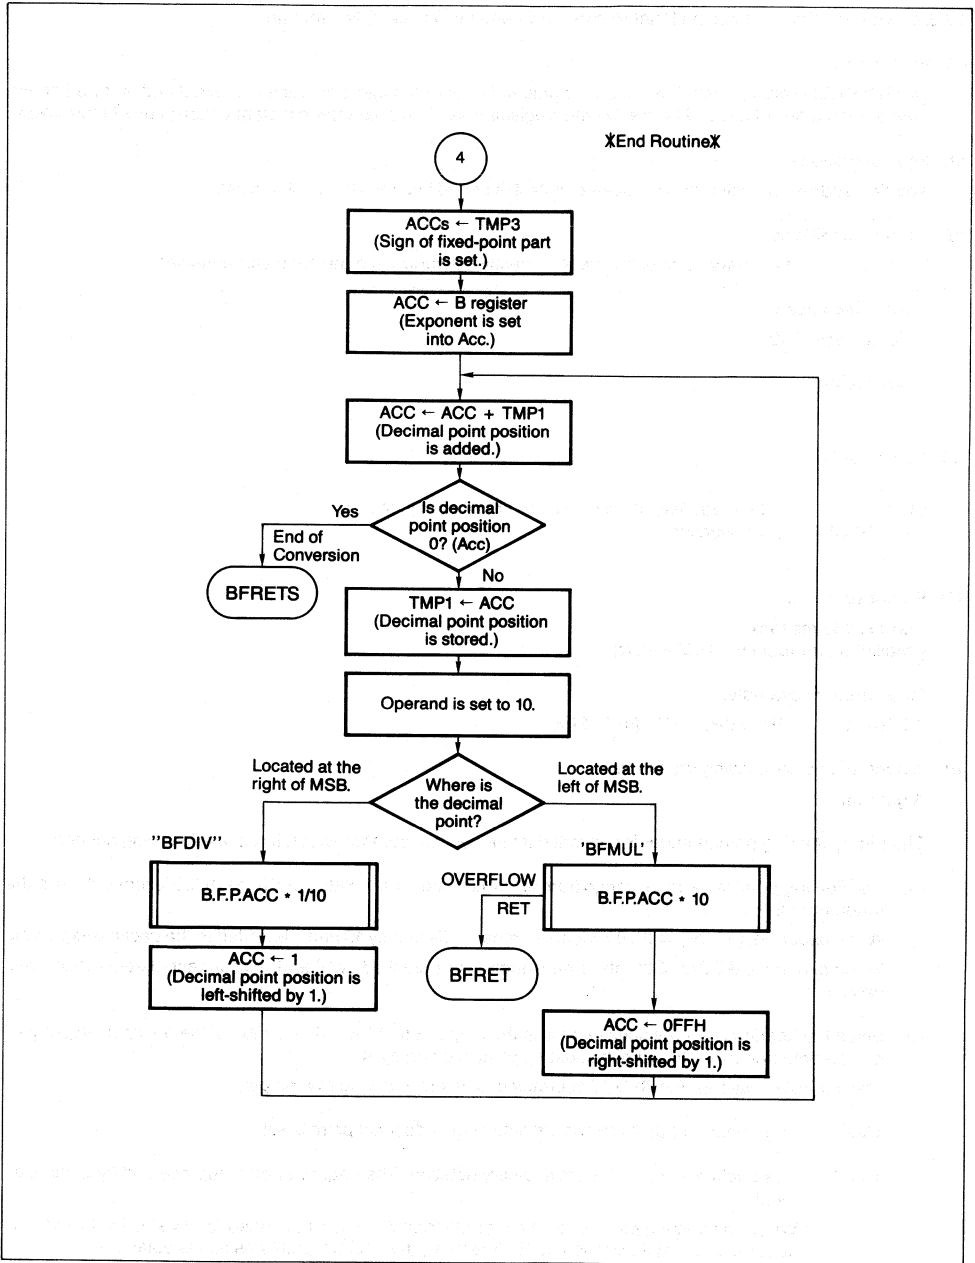 ※End Routine※
4
ACCs ← TMP3
(Sign of fixed-point part
is set.)
ACC ← B register
(Exponent is set
into Acc.)
ACC ← ACC + TMP1
(Decimal point position
is added.)
Is decimal
point position
0? (Acc)
Yes
End of
Conversion
BFRETS
No
TMP1 ← ACC
(Decimal point position
is stored.)
Operand is set to 10.
Where is
the decimal
point?
Located at the
right of MSB.
Located at the
left of MSB.
"BFDIV"
B.F.P.ACC * 1/10
ACC ← 1
(Decimal point position is
left-shifted by 1.)
'BFMUL'
B.F.P.ACC * 10
OVERFLOW
RET
BFRET
ACC ← 0FFH
(Decimal point position is
right-shifted by 1.)